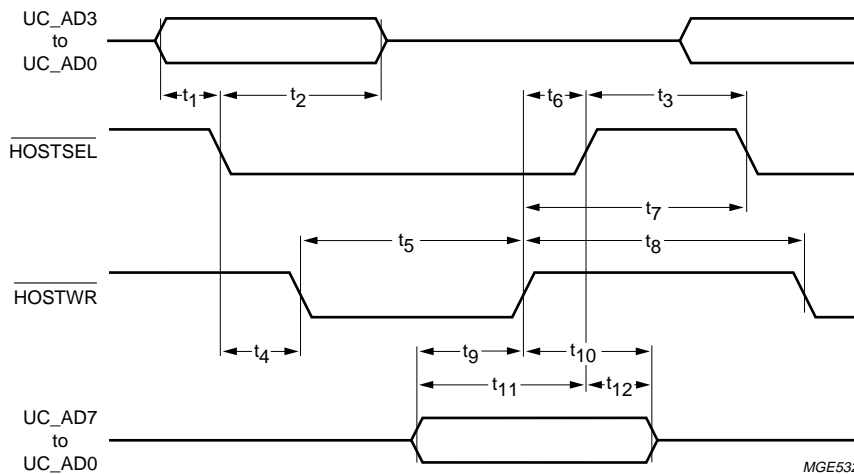 UC_AD3
to
UC_AD0
t1
t2
t6
t3
HOSTSEL
t7
t5
t8
HOSTWR
t4
t9
t10
t11
t12
UC_AD7
to
UC_AD0
MGE532